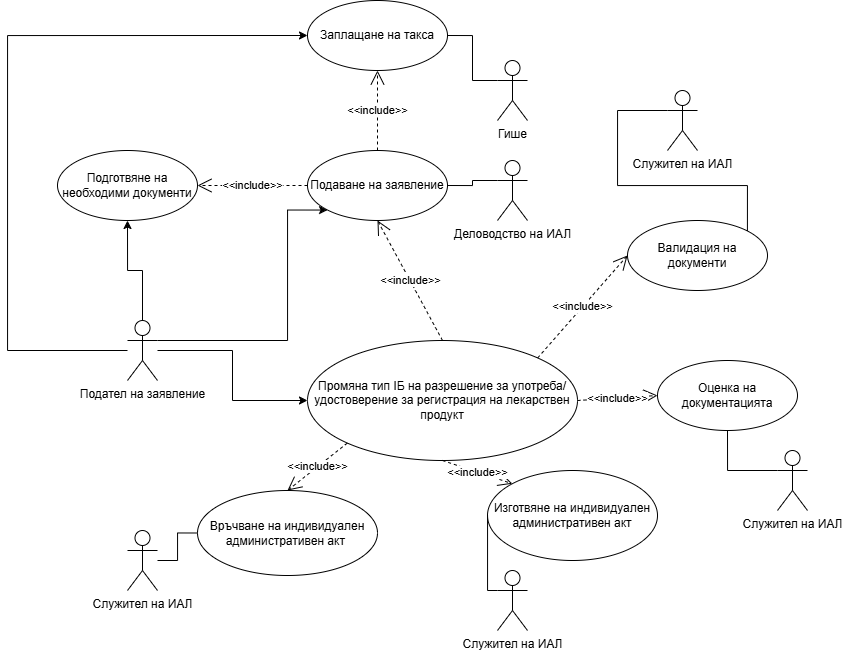 Заплащане на такса
<<include>>
Гише
Служител на ИАЛ
Подготвяне на
необходими документи
<<include>>
Подаване на заявление
Деловодство на ИАЛ
Валидация на
документи
<<include>>
<<include>>
Подател на заявление
Промяна тип IБ на разрешение за употреба/
удостоверение за регистрация на лекарствен
продукт
<<include>>
Оценка на
документацията
<<include>>
<<include>>
Връчване на индивидуален
административен акт
Изготвяне на индивидуален
административен акт
Служител на ИАЛ
Служител на ИАЛ
Служител на ИАЛ